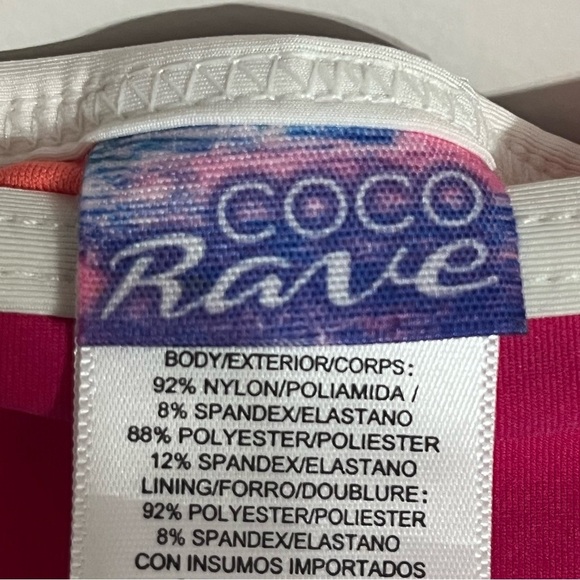 COCO
Rave
BODY/EXTERIOR/CORPS:
92% NYLON/POLIAMIDA /
8% SPANDEX/ELASTANO
88% POLYESTER/POLIESTER
12% SPANDEX/ELASTANO
LINING/FORRO/DOUBLURE:
92% POLYESTER/POLIESTER
8% SPANDEX/ELASTANO
CON INSUMOS IMPORTADOS